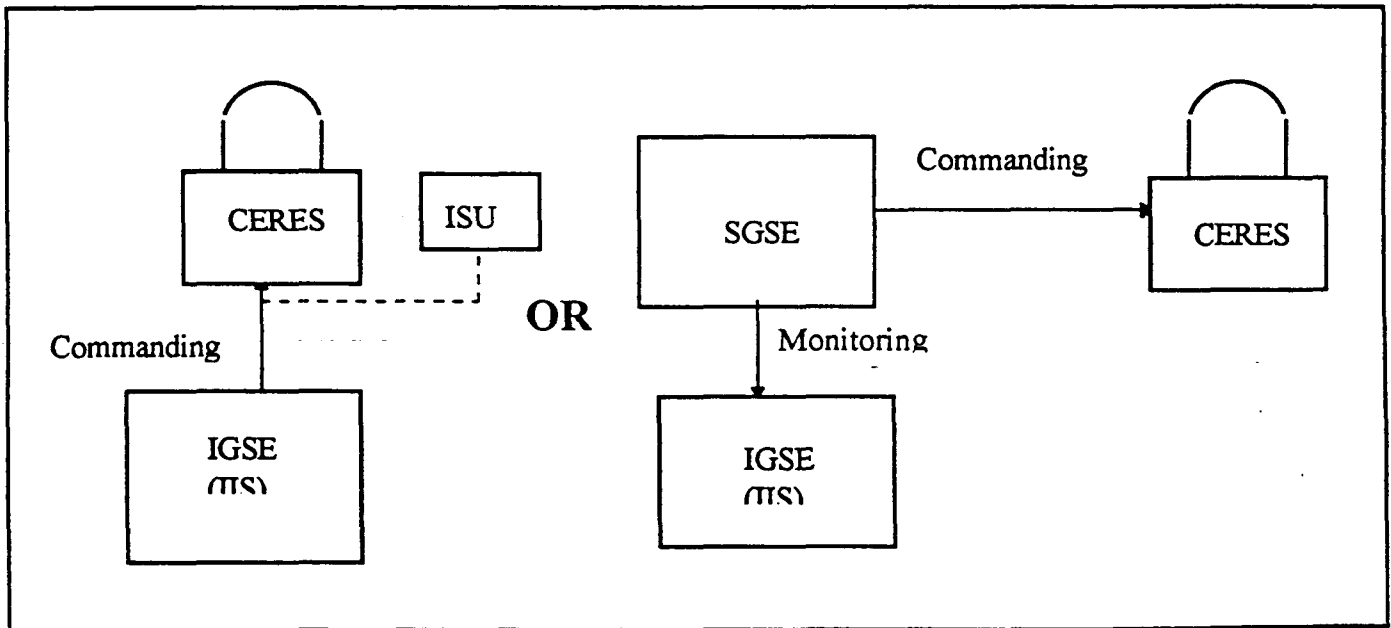 CERES
ISU
Commanding
IGSE
OR
SGSE
Commanding
CERES
Monitoring
IGSE